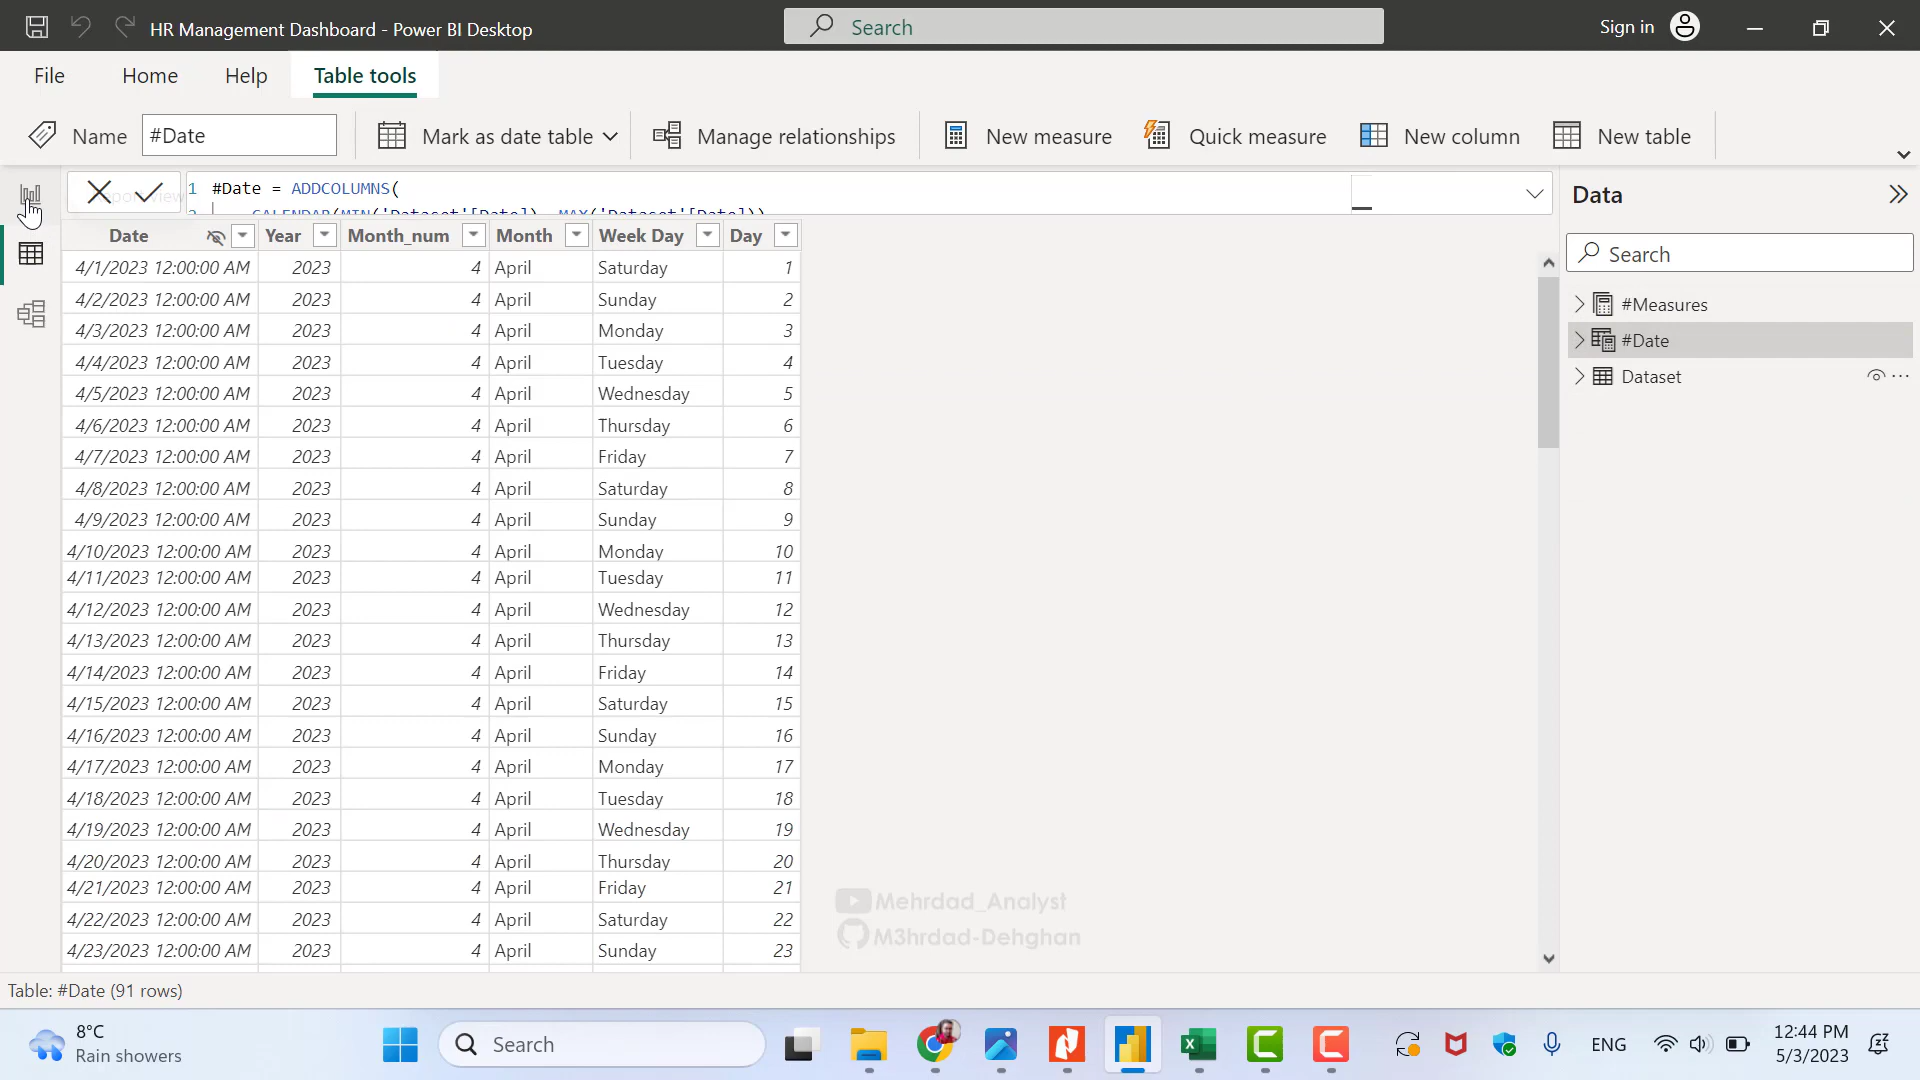 HR Management Dashboard - Power BI Desktop
Search
Sign in
File
Home
Help
Table tools
Name
#Date
Mark as date table
Manage relationships
New measure
Quick measure
New column
New table
1 #Date = ADDCOLUMNS(
CALENDAR(MIN('Dataset'[Date]), MAX('Dataset'[Date]))
Date Year Month_num Month Week Day Day
4/1/2023 12:00:00 AM 2023 4 April Saturday 1
4/2/2023 12:00:00 AM 2023 4 April Sunday 2
4/3/2023 12:00:00 AM 2023 4 April Monday 3
4/4/2023 12:00:00 AM 2023 4 April Tuesday 4
4/5/2023 12:00:00 AM 2023 4 April Wednesday 5
4/6/2023 12:00:00 AM 2023 4 April Thursday 6
4/7/2023 12:00:00 AM 2023 4 April Friday 7
4/8/2023 12:00:00 AM 2023 4 April Saturday 8
4/9/2023 12:00:00 AM 2023 4 April Sunday 9
4/10/2023 12:00:00 AM 2023 4 April Monday 10
4/11/2023 12:00:00 AM 2023 4 April Tuesday 11
4/12/2023 12:00:00 AM 2023 4 April Wednesday 12
4/13/2023 12:00:00 AM 2023 4 April Thursday 13
4/14/2023 12:00:00 AM 2023 4 April Friday 14
4/15/2023 12:00:00 AM 2023 4 April Saturday 15
4/16/2023 12:00:00 AM 2023 4 April Sunday 16
4/17/2023 12:00:00 AM 2023 4 April Monday 17
4/18/2023 12:00:00 AM 2023 4 April Tuesday 18
4/19/2023 12:00:00 AM 2023 4 April Wednesday 19
4/20/2023 12:00:00 AM 2023 4 April Thursday 20
4/21/2023 12:00:00 AM 2023 4 April Friday 21
4/22/2023 12:00:00 AM 2023 4 April Saturday 22
4/23/2023 12:00:00 AM 2023 4 April Sunday 23
Data
Search
#Measures
#Date
Dataset
Mehrdad_Analyst
M3hrdad-Dehghan
Table: #Date (91 rows)
8°C
Rain showers
Search
ENG
12:44 PM
5/3/2023